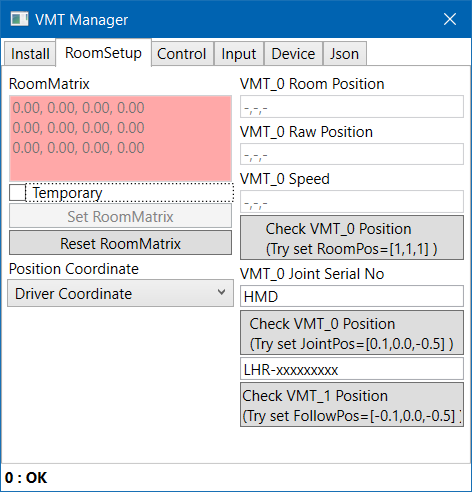 VMT Manager
Install RoomSetup Control Input Device Json
RoomMatrix
0.00, 0.00, 0.00, 0.00
0.00, 0.00, 0.00, 0.00
0.00, 0.00, 0.00, 0.00
Temporary
Set RoomMatrix
Reset RoomMatrix
Position Coordinate
Driver Coordinate
VMT_0 Room Position
-,-,-
VMT_0 Raw Position
-,-,-
VMT_0 Speed
-,-,-
Check VMT_0 Position
(Try set RoomPos=[1,1,1] )
VMT_0 Joint Serial No
HMD
Check VMT_0 Position
(Try set JointPos=[0.1,0.0,-0.5] )
LHR-xxxxxxxxx
Check VMT_1 Position
(Try set FollowPos=[-0.1,0.0,-0.5] )
0 : OK